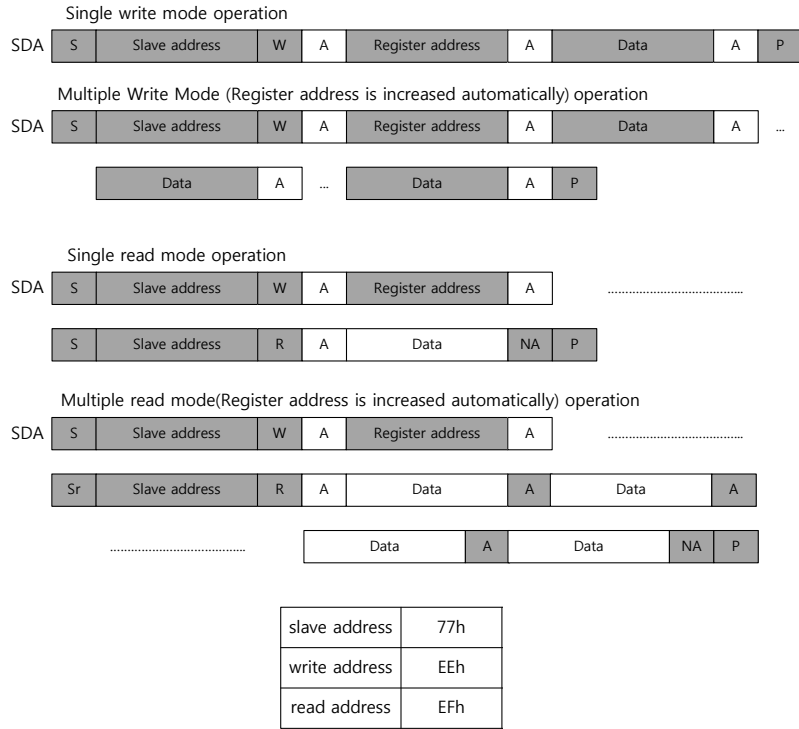 Single write mode operation
SDA S Slave address W A Register address A Data A P
Multiple Write Mode (Register address is increased automatically) operation
SDA S Slave address W A Register address A Data A ...
Data A ... Data A P
Single read mode operation
SDA S Slave address W A Register address A .......................................
S Slave address R A Data NA P
Multiple read mode(Register address is increased automatically) operation
SDA S Slave address W A Register address A .......................................
Sr Slave address R A Data A Data A
....................................... Data A Data NA P
slave address 77h
write address EEh
read address EFh